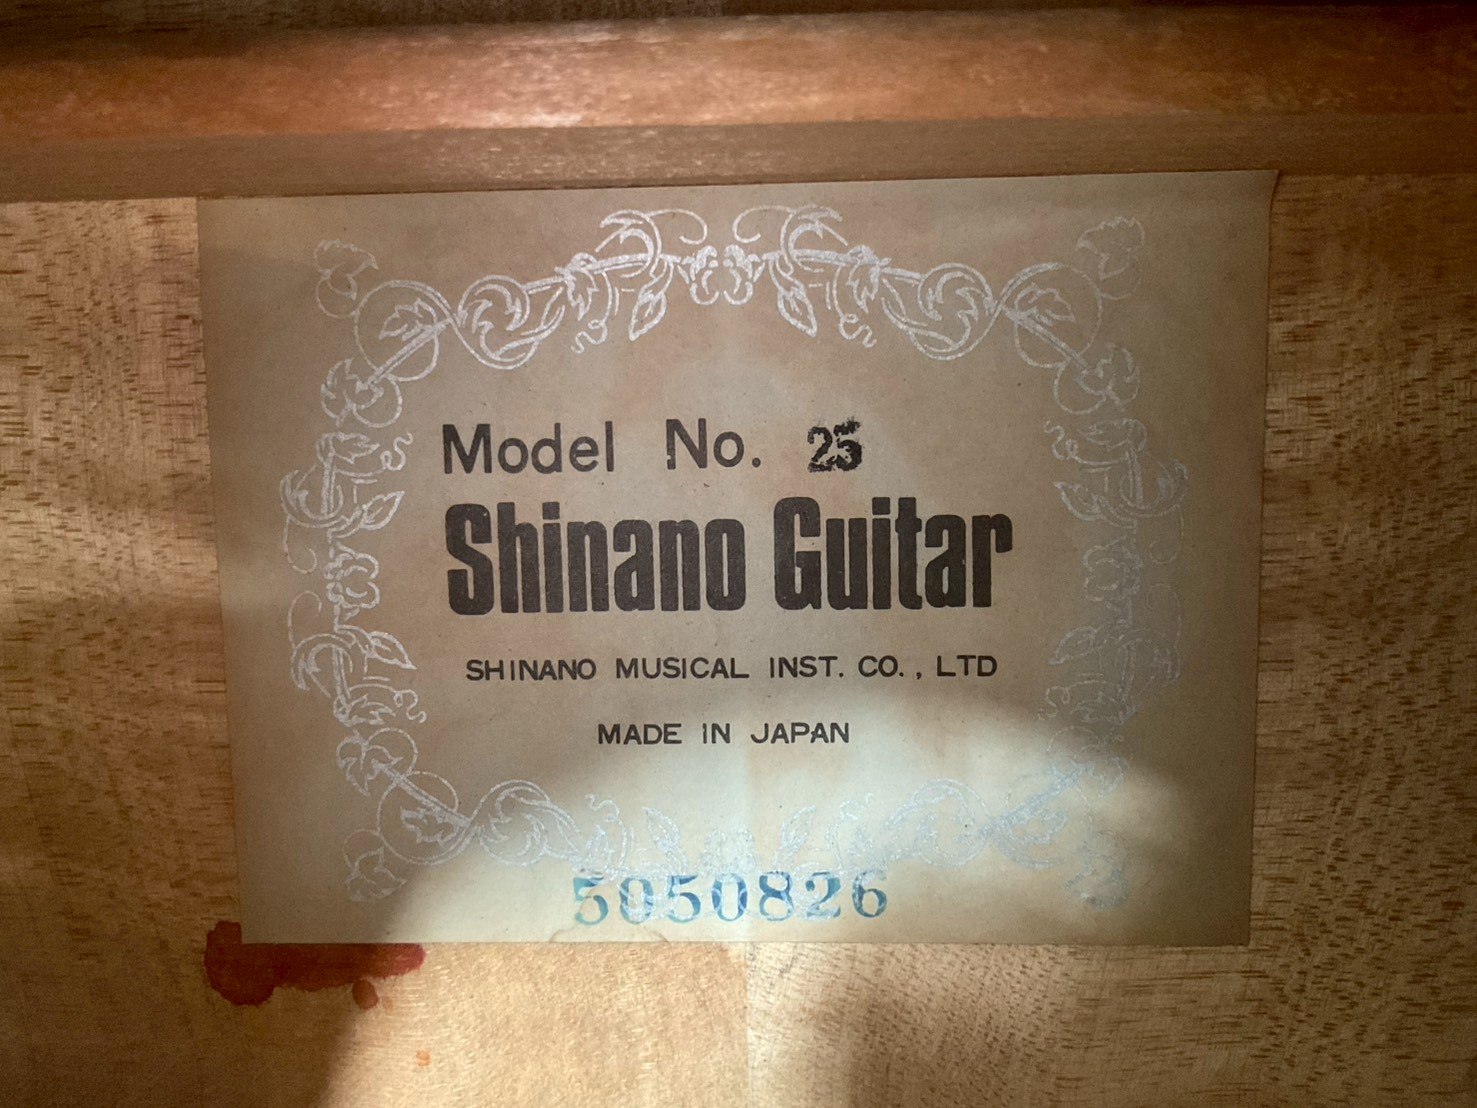 Model No. 25
Shinano Guitar
SHINANO MUSICAL INST. CO., LTD
MADE IN JAPAN
5050826